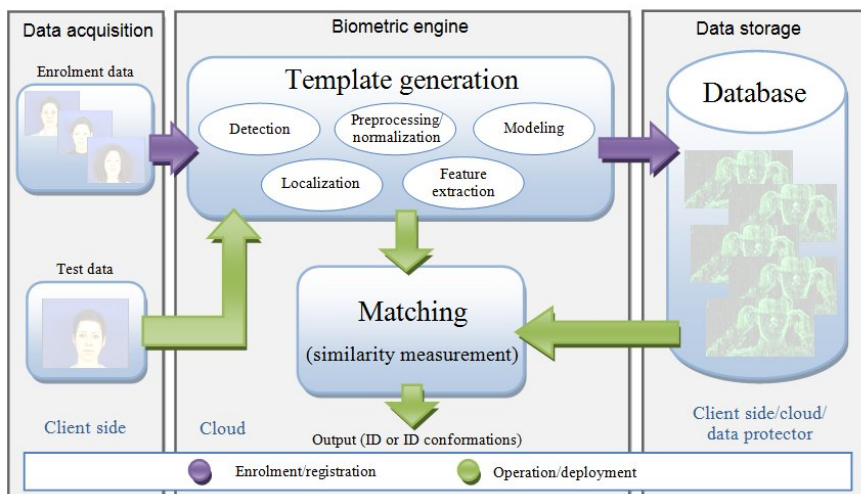 Data acquisition
Enrolment data
Test data
Client side
Biometric engine
Template generation
Detection
Preprocessing/
normalization
Modeling
Localization
Feature
extraction
Matching
(similarity measurement)
Cloud
Output (ID or ID conformations)
Data storage
Database
Client side/cloud/
data protector
Enrolment/registration
Operation/deployment